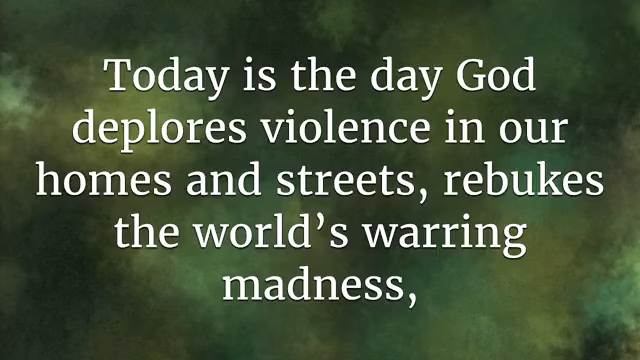 Today is the day God
deplores violence in our
homes and streets, rebukes
the world’s warring
madness,